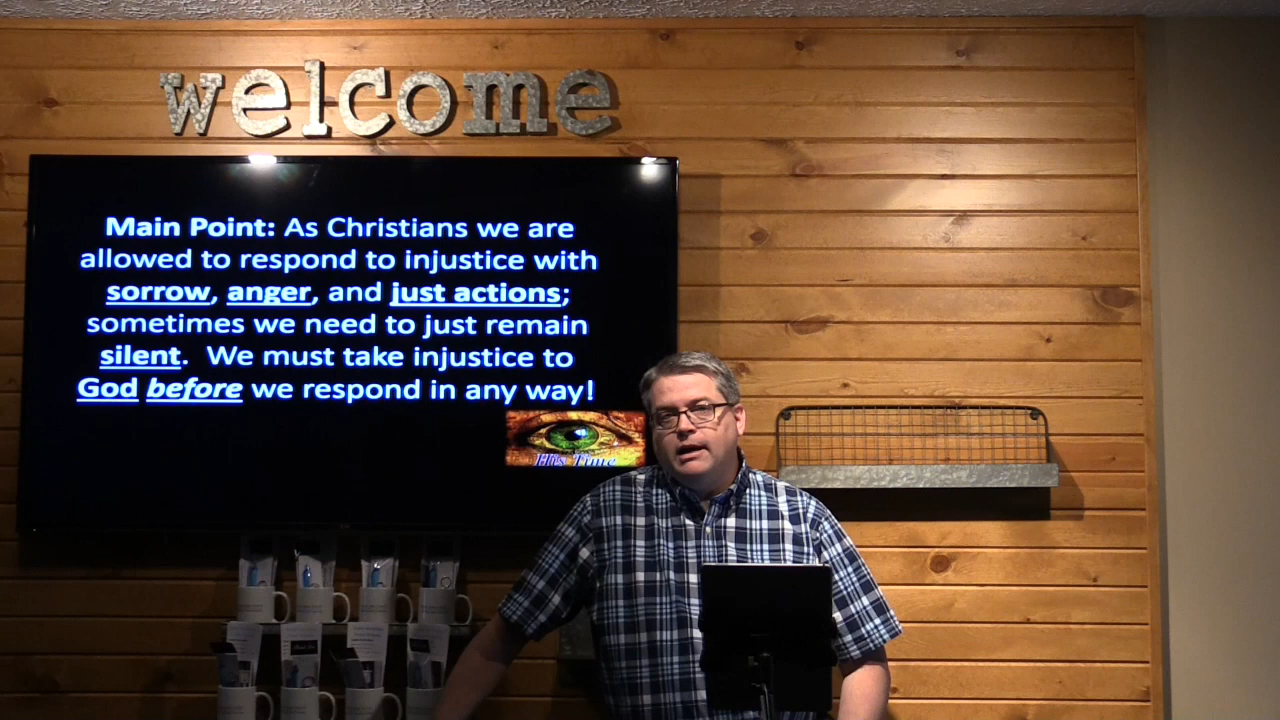 welcome
Main Point: As Christians we are
allowed to respond to injustice with
sorrow, anger, and just actions;
sometimes we need to just remain
silent. We must take injustice to
God before we respond in any way!
His Time